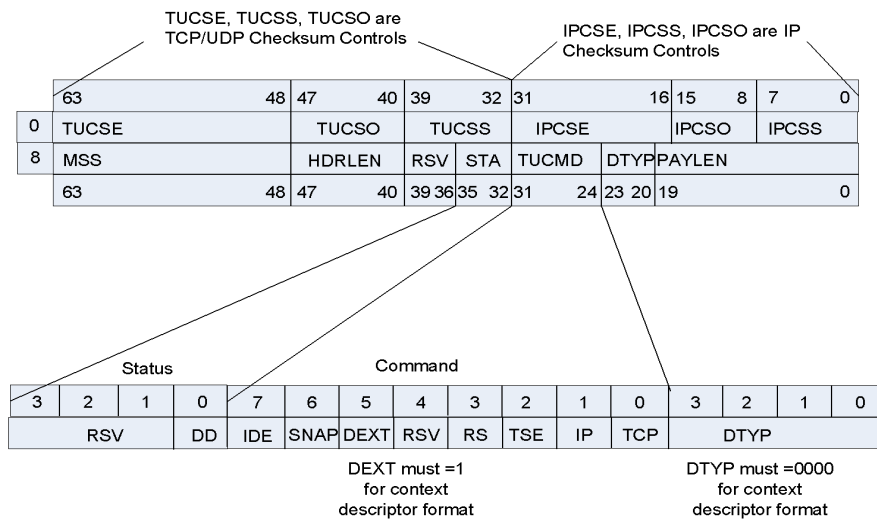 TUCSE, TUCSS, TUCSO are
TCP/UDP Checksum Controls
IPCSE, IPCSS, IPCSO are IP
Checksum Controls
63 48 47 40 39 32 31 16 15 8 7 0
0 TUCSE TUCSO TUCSS IPCSE IPCSO IPCSS
8 MSS HDRLEN RSV STA TUCMD DTYP PAYLEN
63 48 47 40 39 36 35 32 31 24 23 20 19 0
Status Command
3 2 1 0 7 6 5 4 3 2 1 0 3 2 1 0
RSV DD IDE SNAP DEXT RSV RS TSE IP TCP DTYP
DEXT must =1
for context
descriptor format
DTYP must =0000
for context
descriptor format